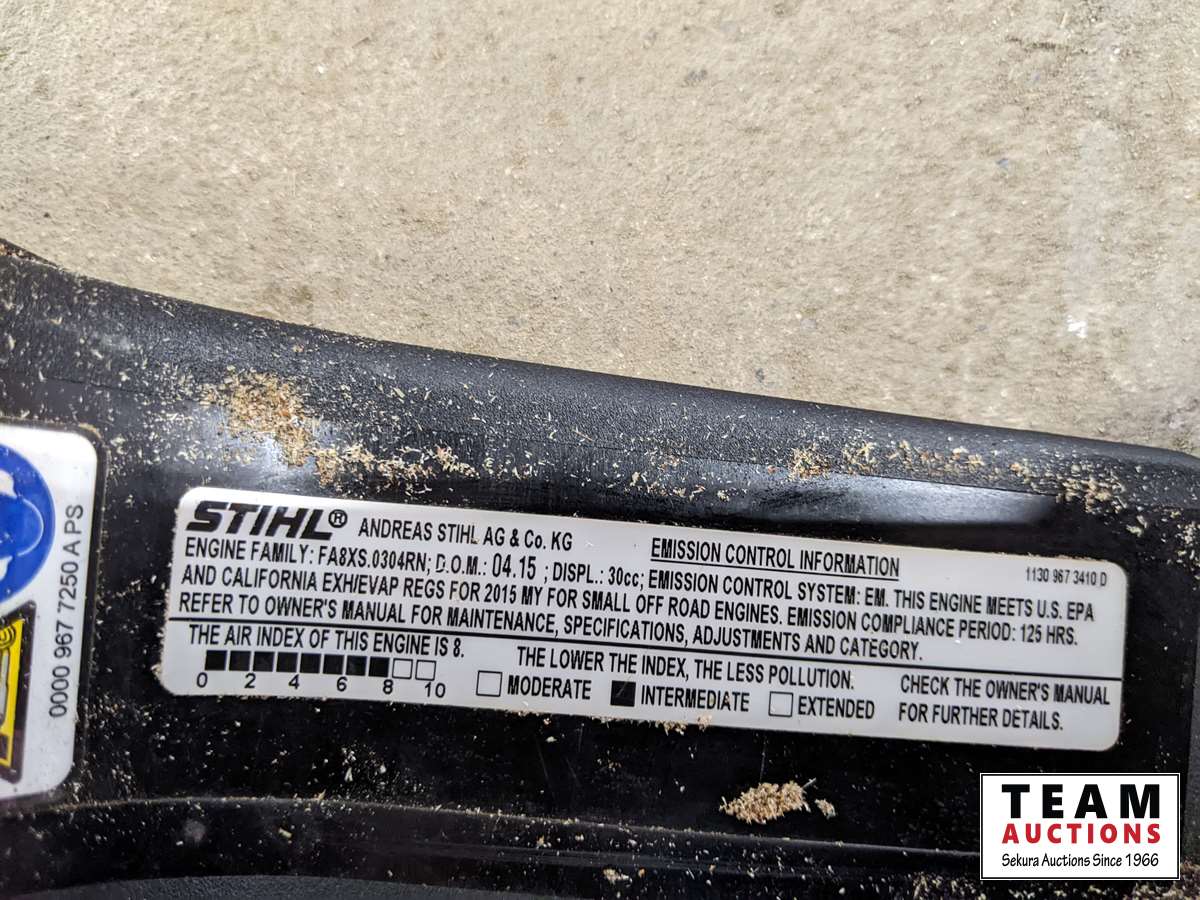 0000 967 7250 A PS
STIHL® ANDREAS STIHL AG & Co. KG
EMISSION CONTROL INFORMATION
1130 967 3410 D
ENGINE FAMILY: FA8XS.0304RN; D.O.M.: 04.15 ; DISPL.: 30cc; EMISSION CONTROL SYSTEM: EM. THIS ENGINE MEETS U.S. EPA
AND CALIFORNIA EXH/EVAP REGS FOR 2015 MY FOR SMALL OFF ROAD ENGINES. EMISSION COMPLIANCE PERIOD: 125 HRS.
REFER TO OWNER'S MANUAL FOR MAINTENANCE, SPECIFICATIONS, ADJUSTMENTS AND CATEGORY.
THE AIR INDEX OF THIS ENGINE IS 8.
0 2 4 6 8 10
THE LOWER THE INDEX, THE LESS POLLUTION.
MODERATE INTERMEDIATE EXTENDED
CHECK THE OWNER'S MANUAL
FOR FURTHER DETAILS.
TEAM
AUCTIONS
Sekura Auctions Since 1966